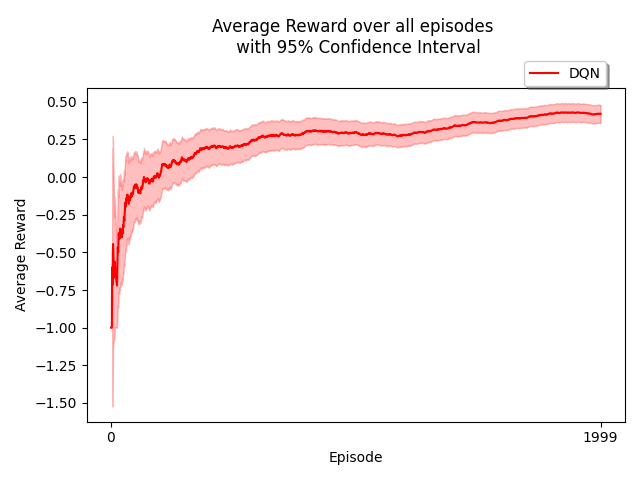 Average Reward over all episodes
with 95% Confidence Interval
DQN
0.50
0.25
0.00
−0.25
−0.50
−0.75
−1.00
−1.25
−1.50
Average Reward
0
1999
Episode